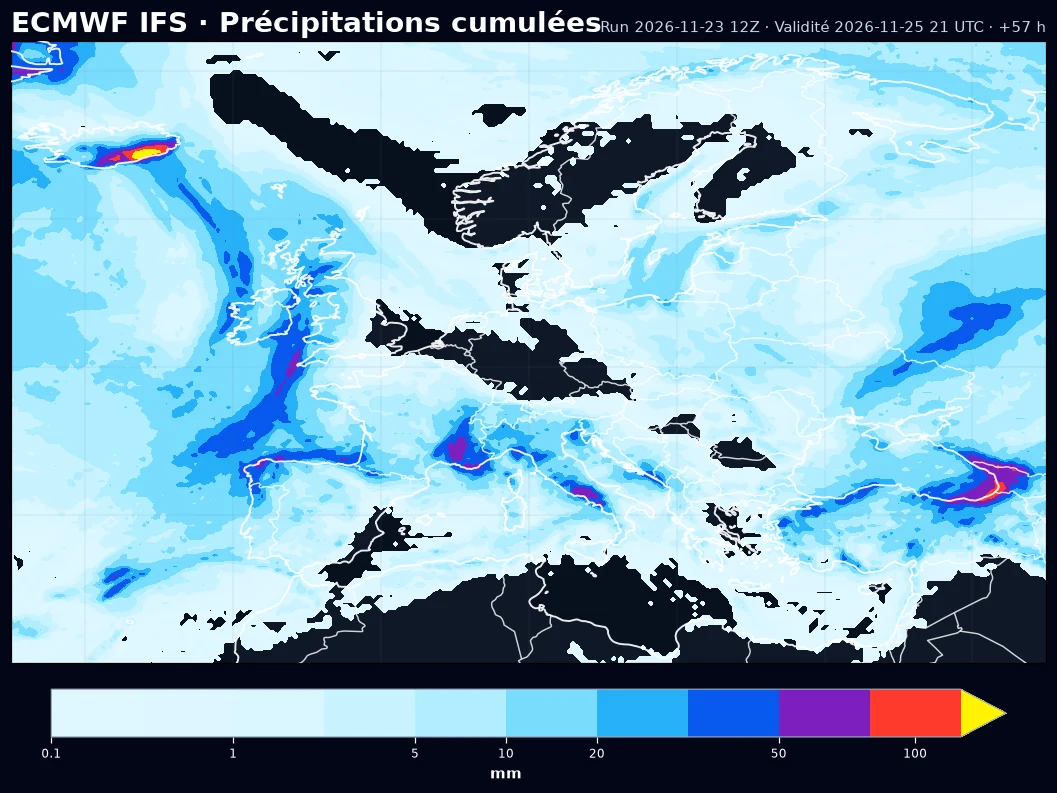 ECMWF IFS · Précipitations cumulées
Run 2026-11-23 12Z · Validité 2026-11-25 21 UTC · +57 h
0.1 1 5 10 20 50 100
mm